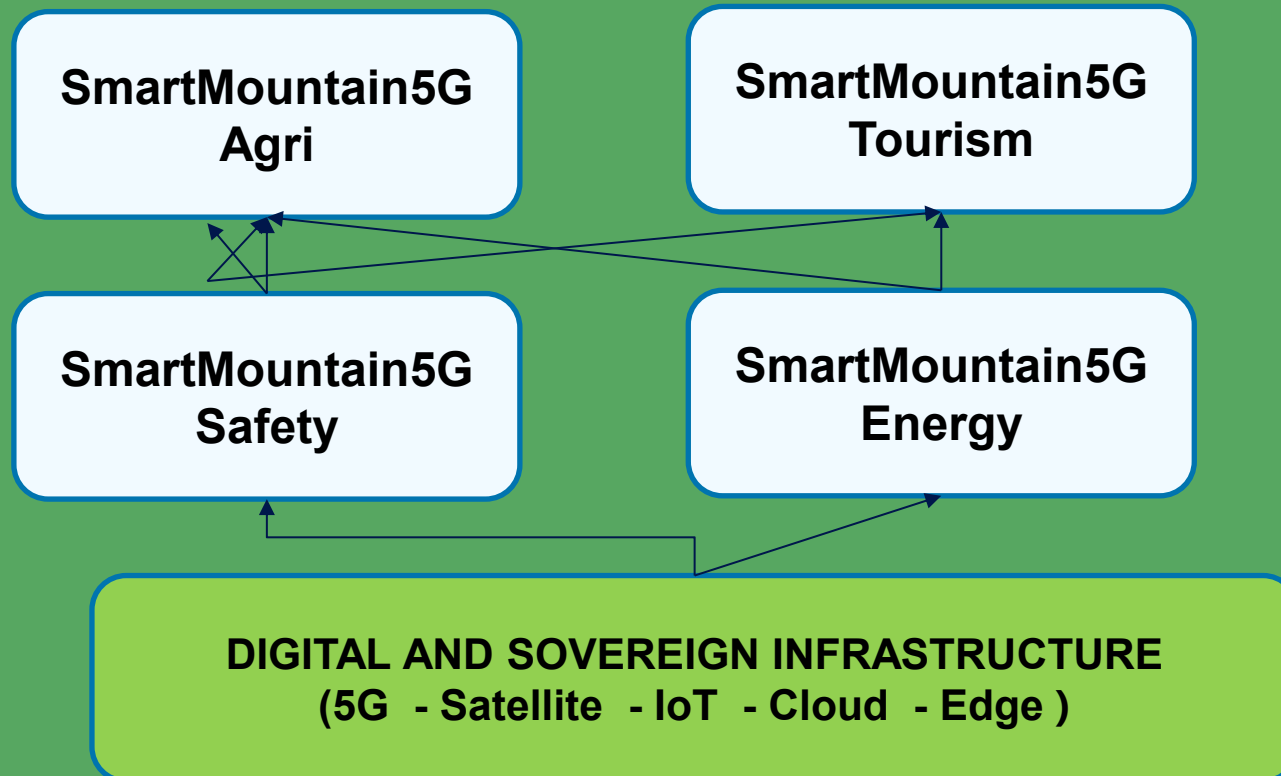 SmartMountain5G
Agri
SmartMountain5G
Tourism
SmartMountain5G
Safety
SmartMountain5G
Energy
DIGITAL AND SOVEREIGN INFRASTRUCTURE
(5G  - Satellite  - IoT  - Cloud  - Edge )